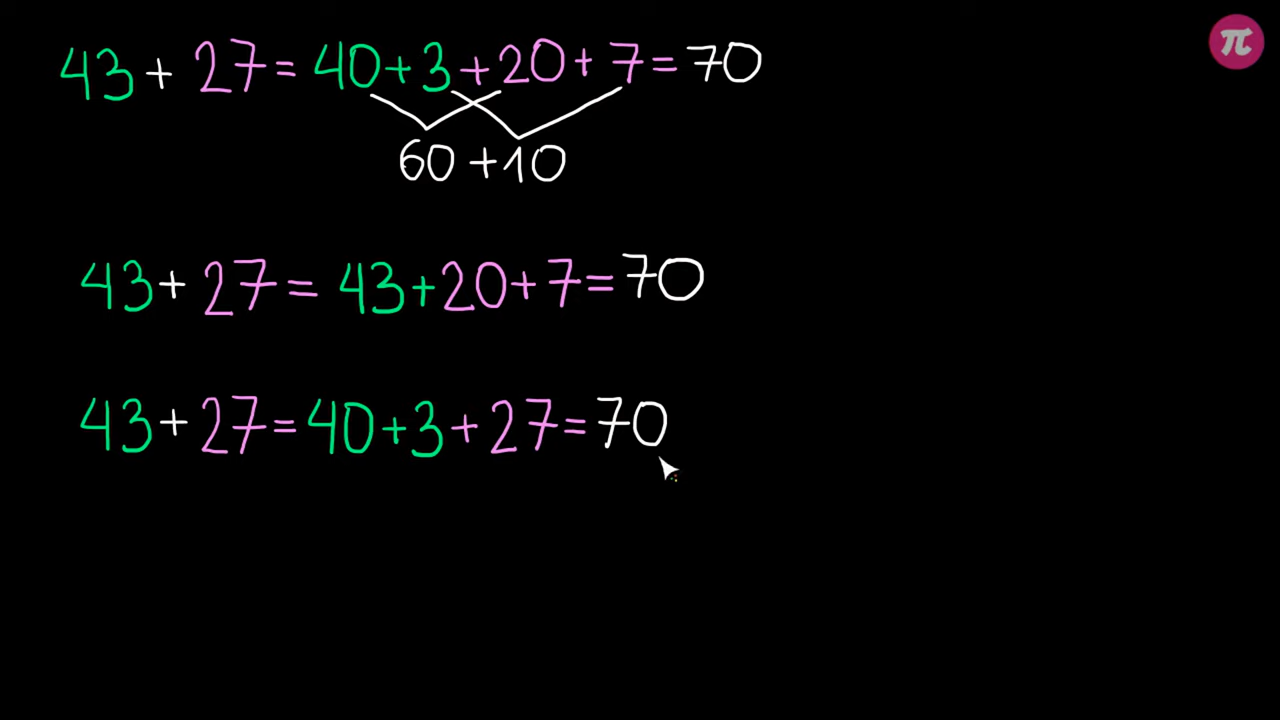 43 + 27 = 40 + 3 + 20 + 7 = 70
60 + 10
43 + 27 = 43 + 20 + 7 = 70
43 + 27 = 40 + 3 + 27 = 70
π